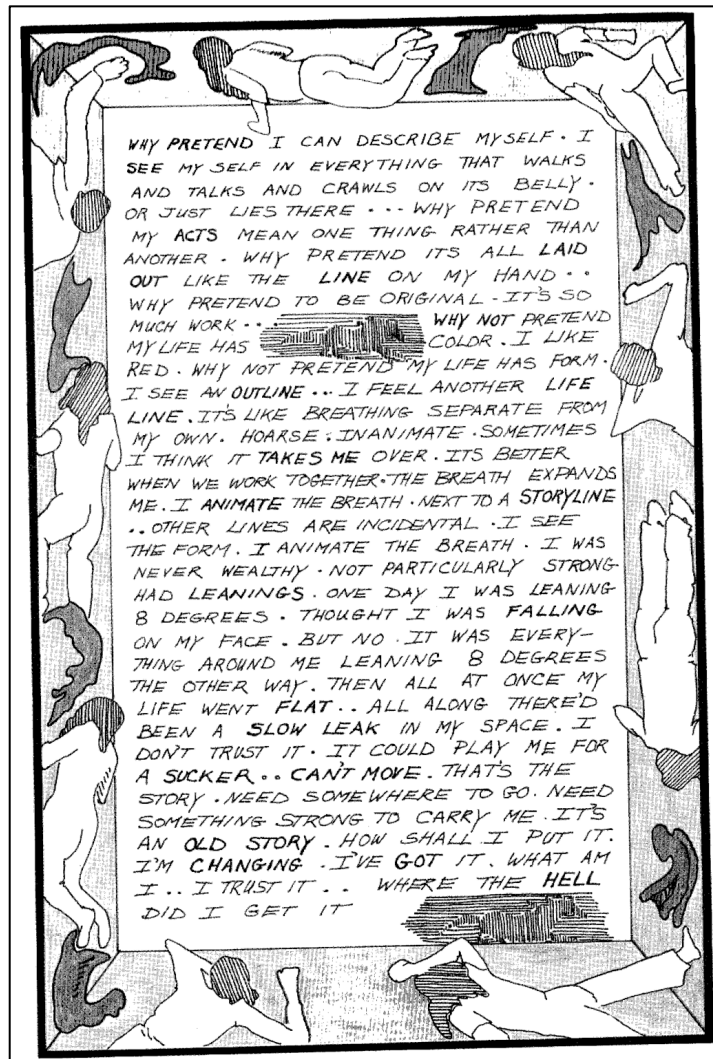 WHY PRETEND I CAN DESCRIBE MYSELF. I
SEE MY SELF IN EVERYTHING THAT WALKS
AND TALKS AND CRAWLS ON ITS BELLY.
OR JUST LIES THERE ... WHY PRETEND
MY ACTS MEAN ONE THING RATHER THAN
ANOTHER. WHY PRETEND ITS ALL LAID
OUT LIKE THE LINE ON MY HAND..
WHY PRETEND TO BE ORIGINAL. IT'S SO
MUCH WORK... WHY NOT PRETEND
MY LIFE HAS COLOR. I LIKE
RED. WHY NOT PRETEND MY LIFE HAS FORM.
I SEE AN OUTLINE... I FEEL ANOTHER LIFE
LINE. IT'S LIKE BREATHING SEPARATE FROM
MY OWN. HOARSE. INANIMATE. SOMETIMES
I THINK IT TAKES ME OVER. ITS BETTER
WHEN WE WORK TOGETHER. THE BREATH EXPANDS
ME. I ANIMATE THE BREATH. NEXT TO A STORYLINE
.. OTHER LINES ARE INCIDENTAL. I SEE
THE FORM. I ANIMATE THE BREATH. I WAS
NEVER WEALTHY. NOT PARTICULARLY STRONG
HAD LEANINGS. ONE DAY I WAS LEANING
8 DEGREES. THOUGHT I WAS FALLING
ON MY FACE. BUT NO. IT WAS EVERY-
THING AROUND ME LEANING 8 DEGREES
THE OTHER WAY. THEN ALL AT ONCE MY
LIFE WENT FLAT.. ALL ALONG THERE'D
BEEN A SLOW LEAK IN MY SPACE. I
DON'T TRUST IT. IT COULD PLAY ME FOR
A SUCKER.. CAN'T MOVE. THAT'S THE
STORY. NEED SOMEWHERE TO GO. NEED
SOMETHING STRONG TO CARRY ME. IT'S
AN OLD STORY. HOW SHALL I PUT IT.
I'M CHANGING. I'VE GOT IT. WHAT AM
I.. I TRUST IT.. WHERE THE HELL
DID I GET IT